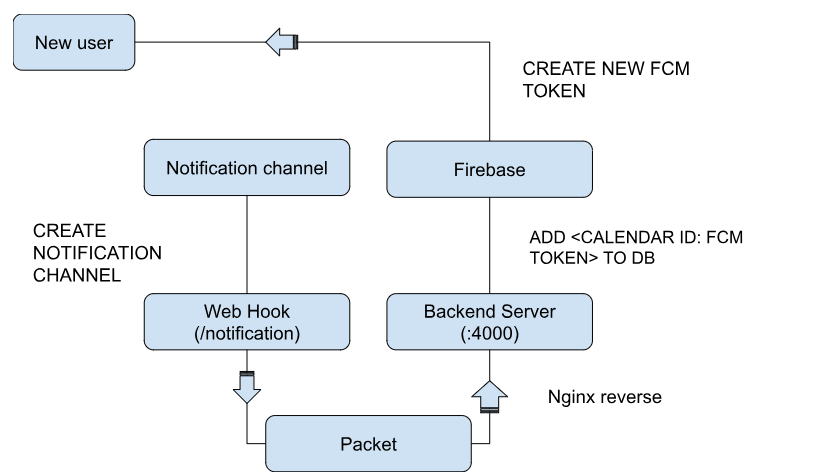 New user
CREATE NEW FCM
TOKEN
Notification channel
Firebase
CREATE
NOTIFICATION
CHANNEL
ADD <CALENDAR ID: FCM
TOKEN> TO DB
Web Hook
(/notification)
Backend Server
(:4000)
Nginx reverse
Packet